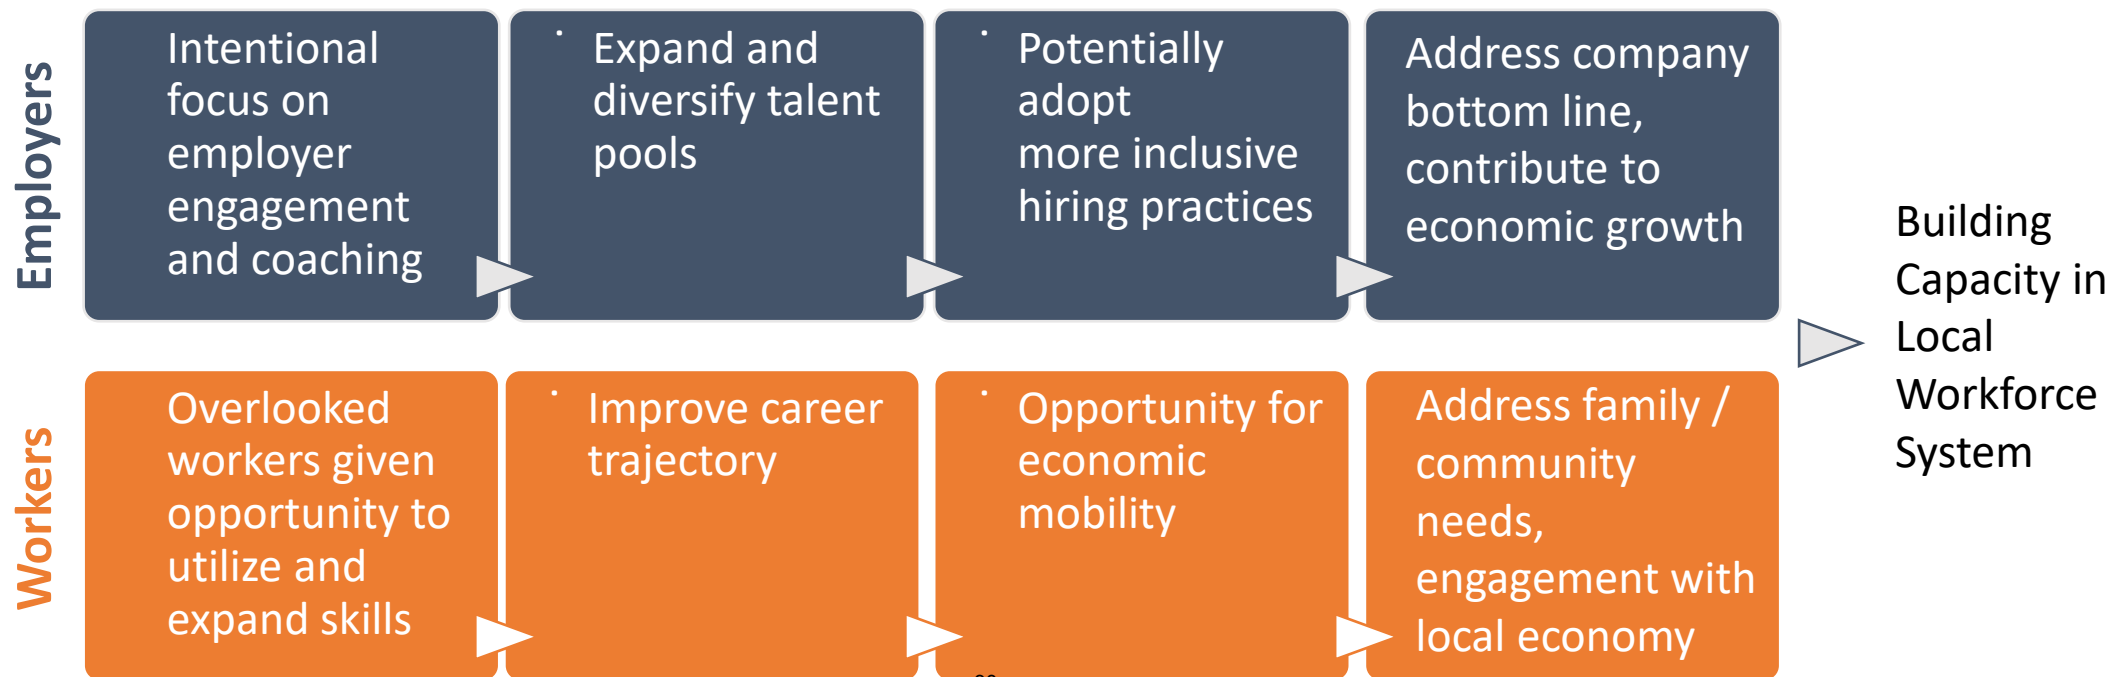 Employers
Intentional
focus on
employer
engagement
and coaching
· Expand and
diversify talent
pools
· Potentially
adopt
more inclusive
hiring practices
Address company
bottom line,
contribute to
economic growth
Workers
Overlooked
workers given
opportunity to
utilize and
expand skills
· Improve career
trajectory
· Opportunity for
economic
mobility
Address family /
community
needs,
engagement with
local economy
Building
Capacity in
Local
Workforce
System